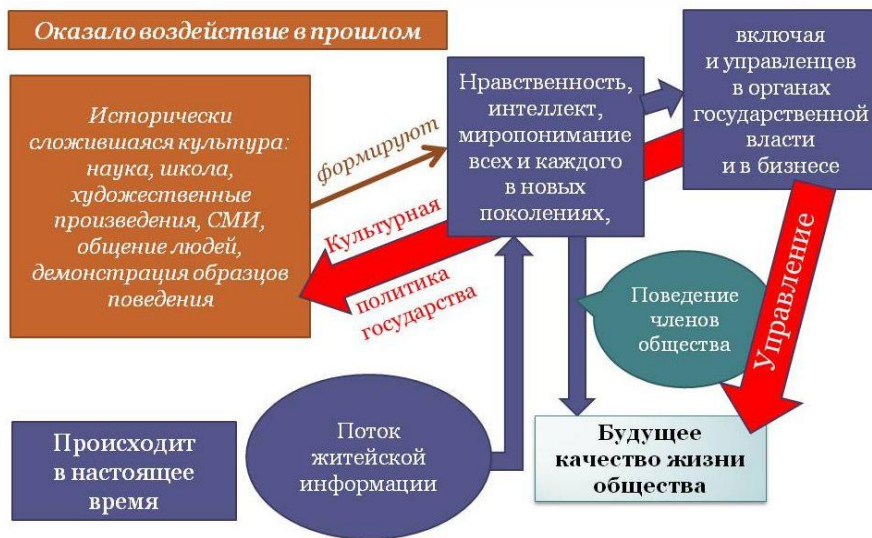 Оказало воздействие в прошлом
Исторически
сложившаяся культура:
наука, школа,
художественные
произведения, СМИ,
общение людей,
демонстрация образцов
поведения
формируют
Культурная
политика
государства
Нравственность,
интеллект,
миропонимание
всех и каждого
в новых
поколениях,
включая
и управленцев
в органах
государственной
власти
и в бизнесе
Управление
Поведение
членов
общества
Происходит
в настоящее
время
Поток
житейской
информации
Будущее
качество жизни
общества